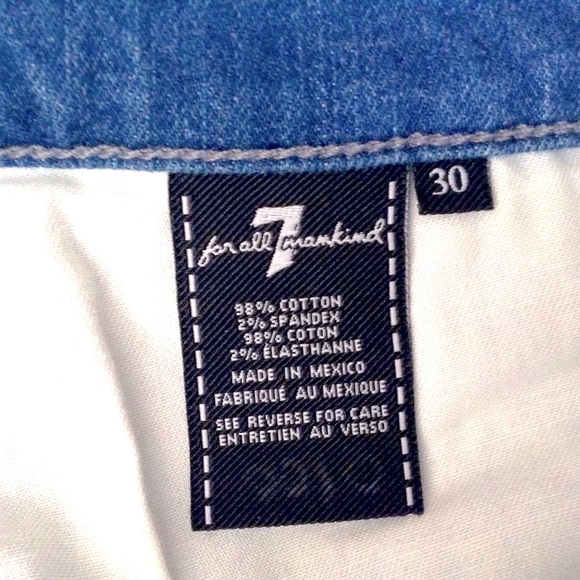 30
for all 7 mankind
98% COTTON
2% SPANDEX
98% COTON
2% ÉLASTHANNE
MADE IN MEXICO
FABRIQUÉ AU MEXIQUE
SEE REVERSE FOR CARE
ENTRETIEN AU VERSO